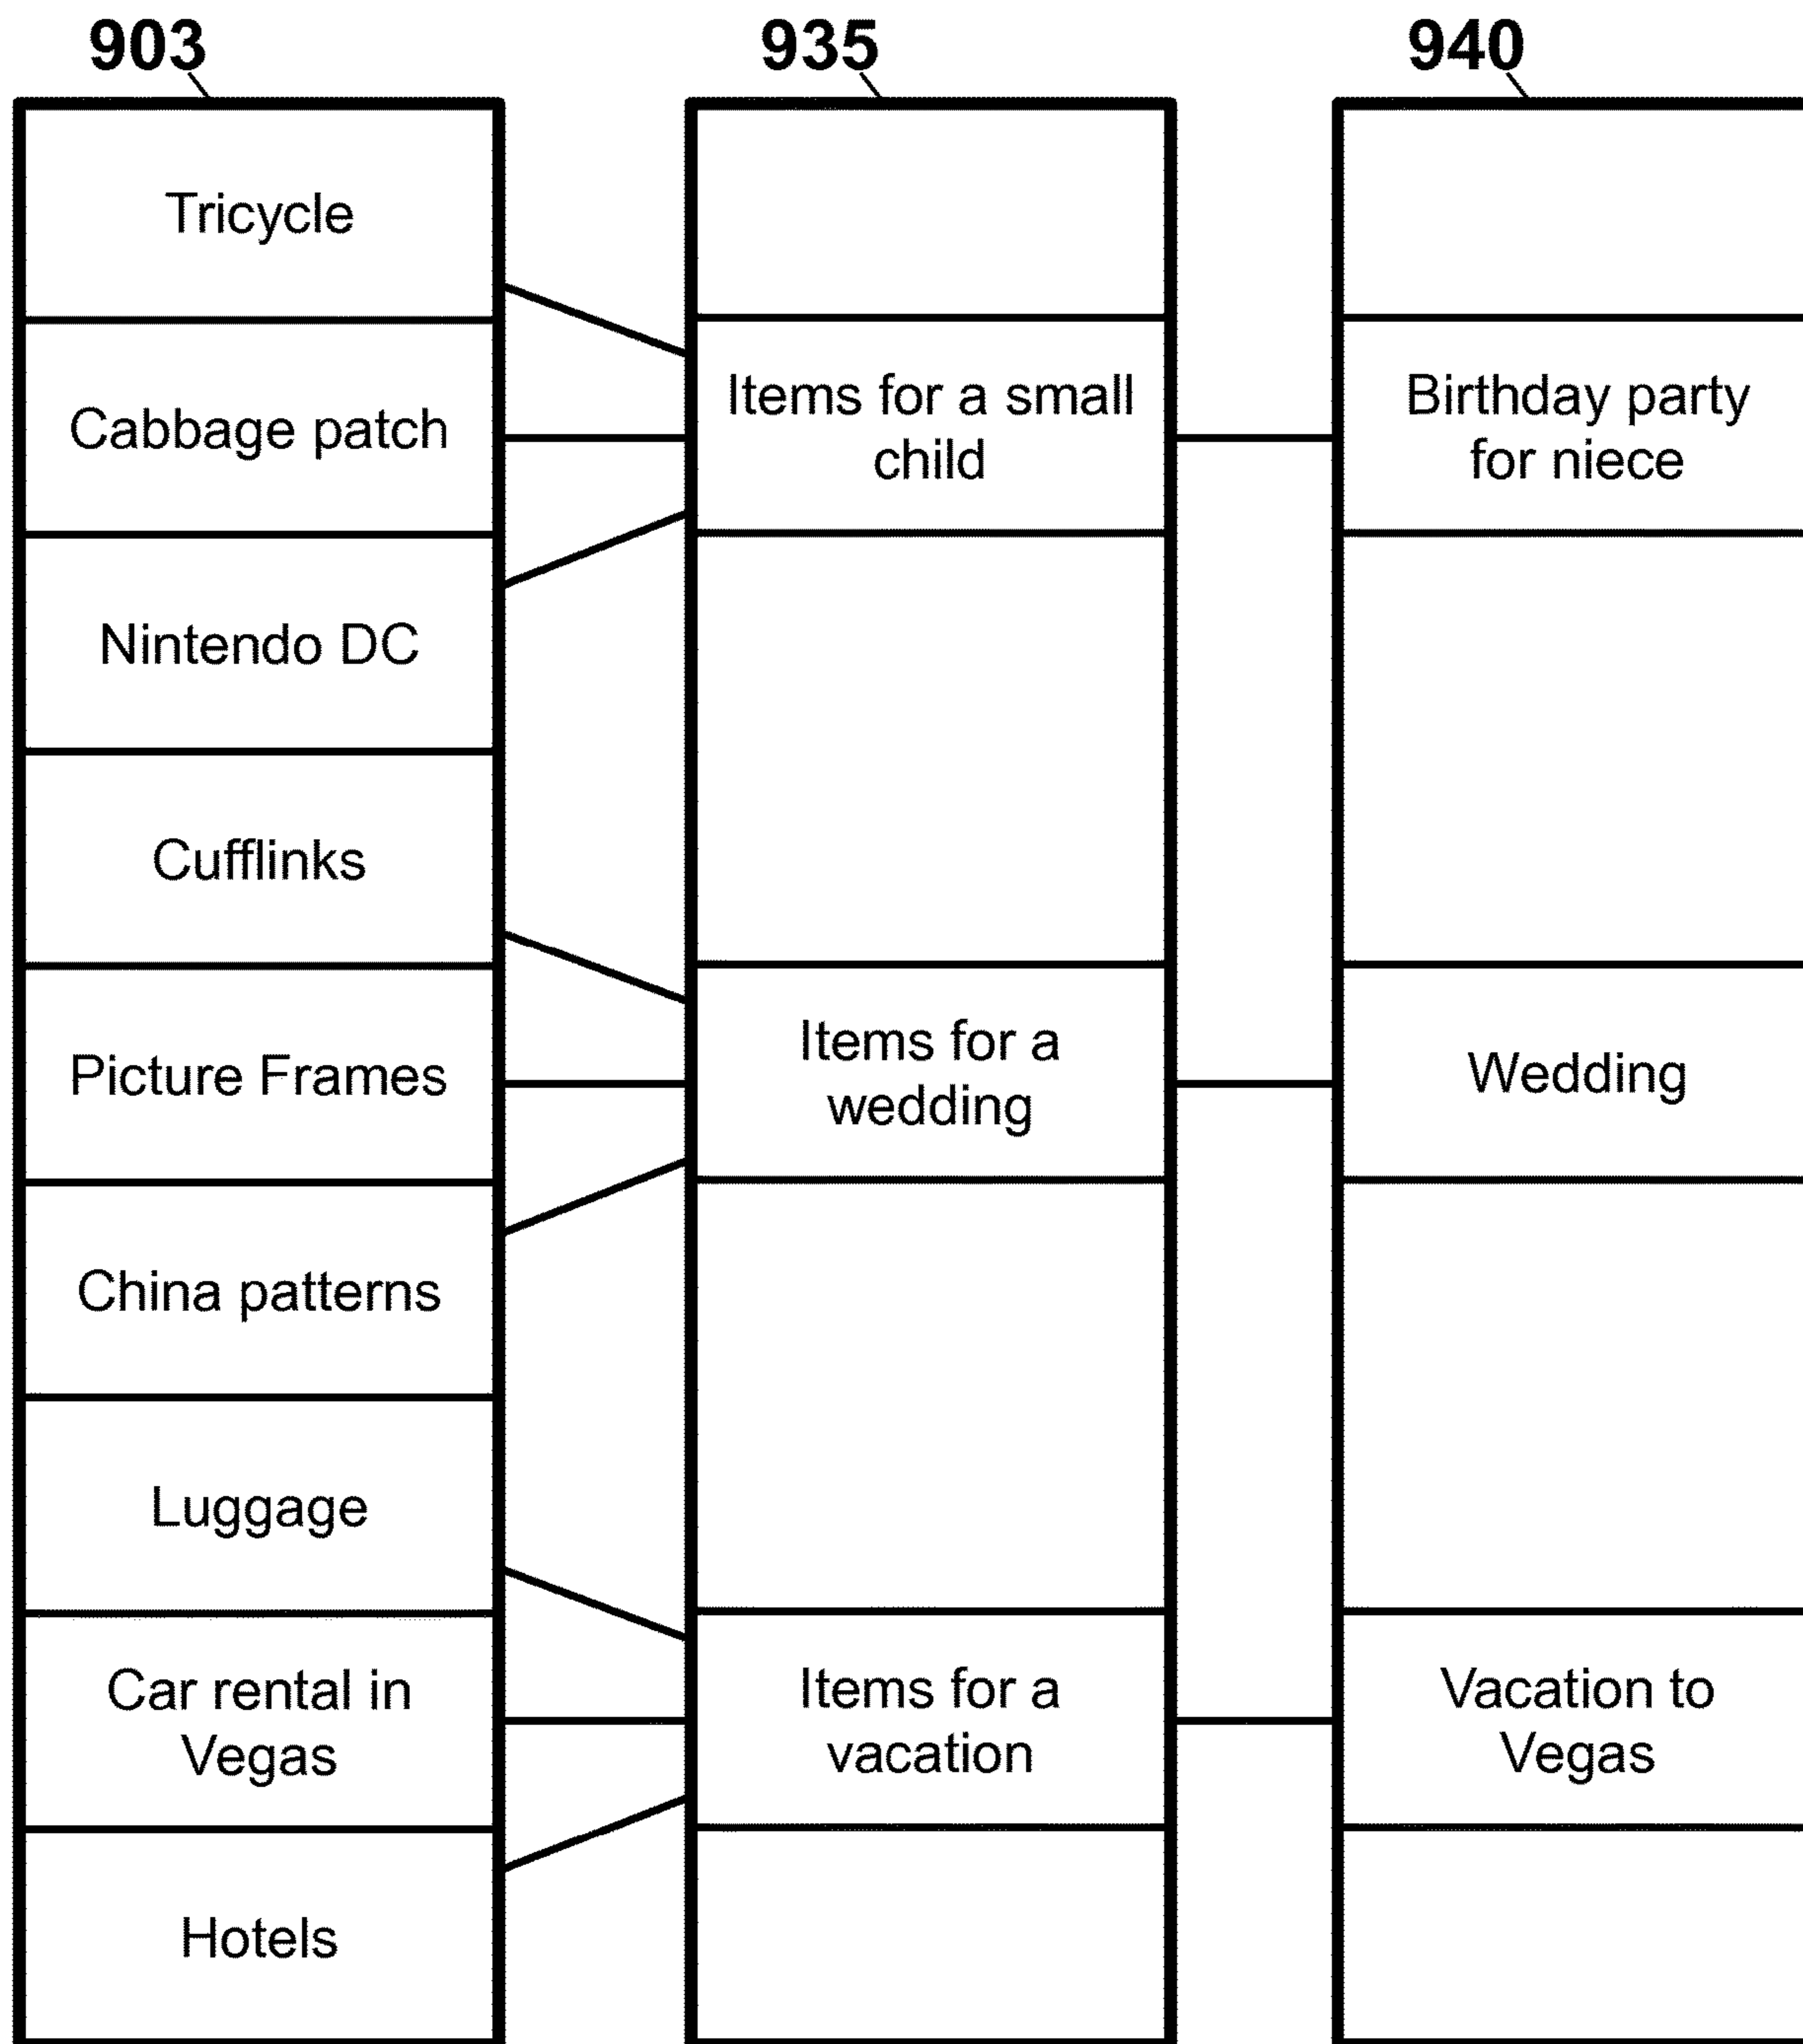 903
935
940
Tricycle
Cabbage patch
Items for a small
child
Birthday party
for niece
Nintendo DC
Cufflinks
Picture Frames
Items for a
wedding
Wedding
China patterns
Luggage
Car rental in
Vegas
Items for a
vacation
Vacation to
Vegas
Hotels